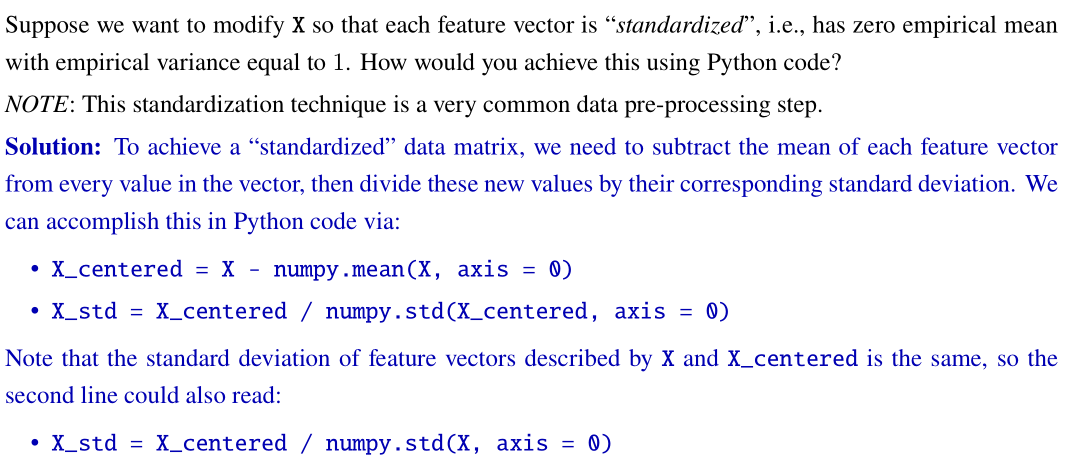 Suppose we want to modify X so that each feature vector is “standardized”, i.e., has zero empirical mean
with empirical variance equal to 1. How would you achieve this using Python code?
NOTE: This standardization technique is a very common data pre-processing step.
Solution: To achieve a “standardized” data matrix, we need to subtract the mean of each feature vector
from every value in the vector, then divide these new values by their corresponding standard deviation. We
can accomplish this in Python code via:
• X_centered = X - numpy.mean(X, axis = 0)
• X_std = X_centered / numpy.std(X_centered, axis = 0)
Note that the standard deviation of feature vectors described by X and X_centered is the same, so the
second line could also read:
• X_std = X_centered / numpy.std(X, axis = 0)